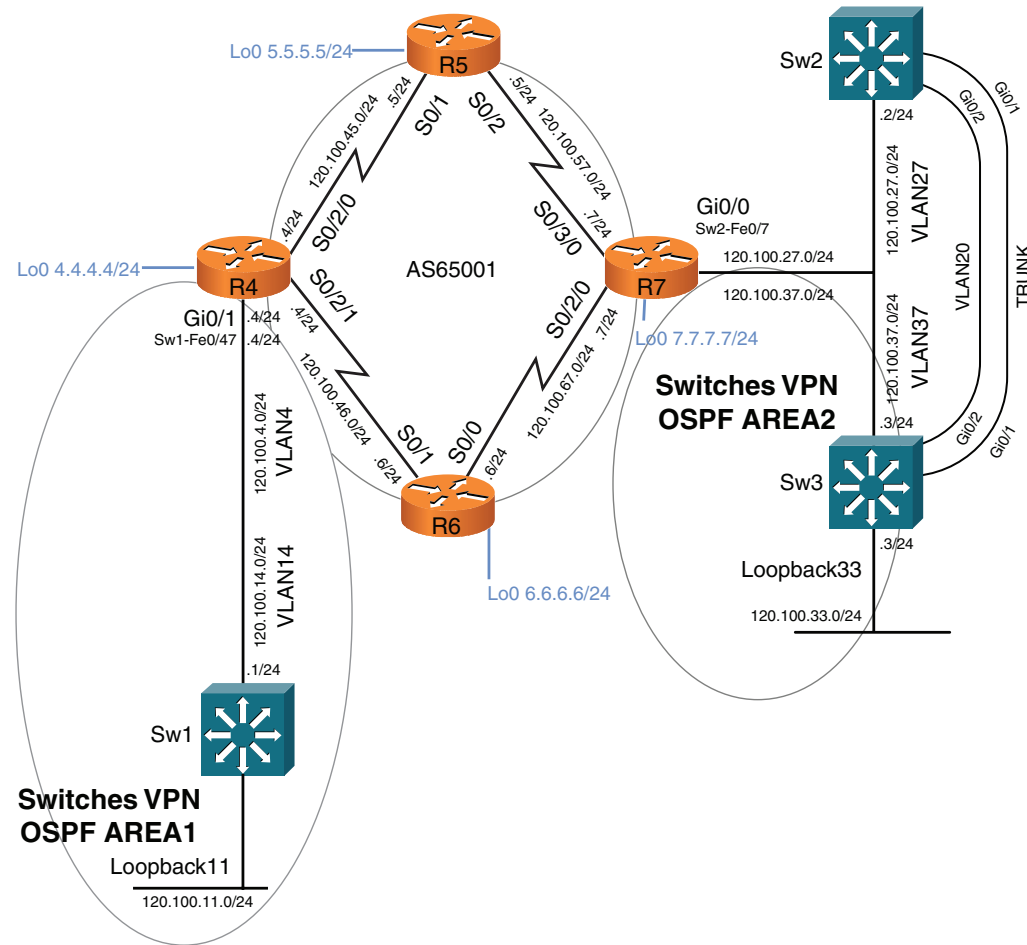 Lo0 5.5.5.5/24
R5
Sw2
.5/24
S0/1
120.100.45.0/24
.5/24
S0/2
120.100.57.0/24
.2/24
Gi0/2
Gi0/1
120.100.27.0/24
VLAN27
.4/24
S0/2/0
.7/24
S0/3/0
Gi0/0
Sw2-Fe0/7
Lo0 4.4.4.4/24
R4
AS65001
R7
120.100.27.0/24
120.100.37.0/24
VLAN20
TRUNK
Gi0/1
Sw1-Fe0/47
.4/24
.4/24
.4/24
S0/2/1
S0/2/0
.7/24
Lo0 7.7.7.7/24
120.100.37.0/24
VLAN37
120.100.46.0/24
120.100.67.0/24
Switches VPN
OSPF AREA2
120.100.4.0/24
VLAN4
S0/1
.6/24
S0/0
.6/24
.3/24
Gi0/2
Gi0/1
Sw3
R6
.3/24
Lo0 6.6.6.6/24
Loopback33
120.100.33.0/24
120.100.14.0/24
VLAN14
.1/24
Sw1
Switches VPN
OSPF AREA1
Loopback11
120.100.11.0/24